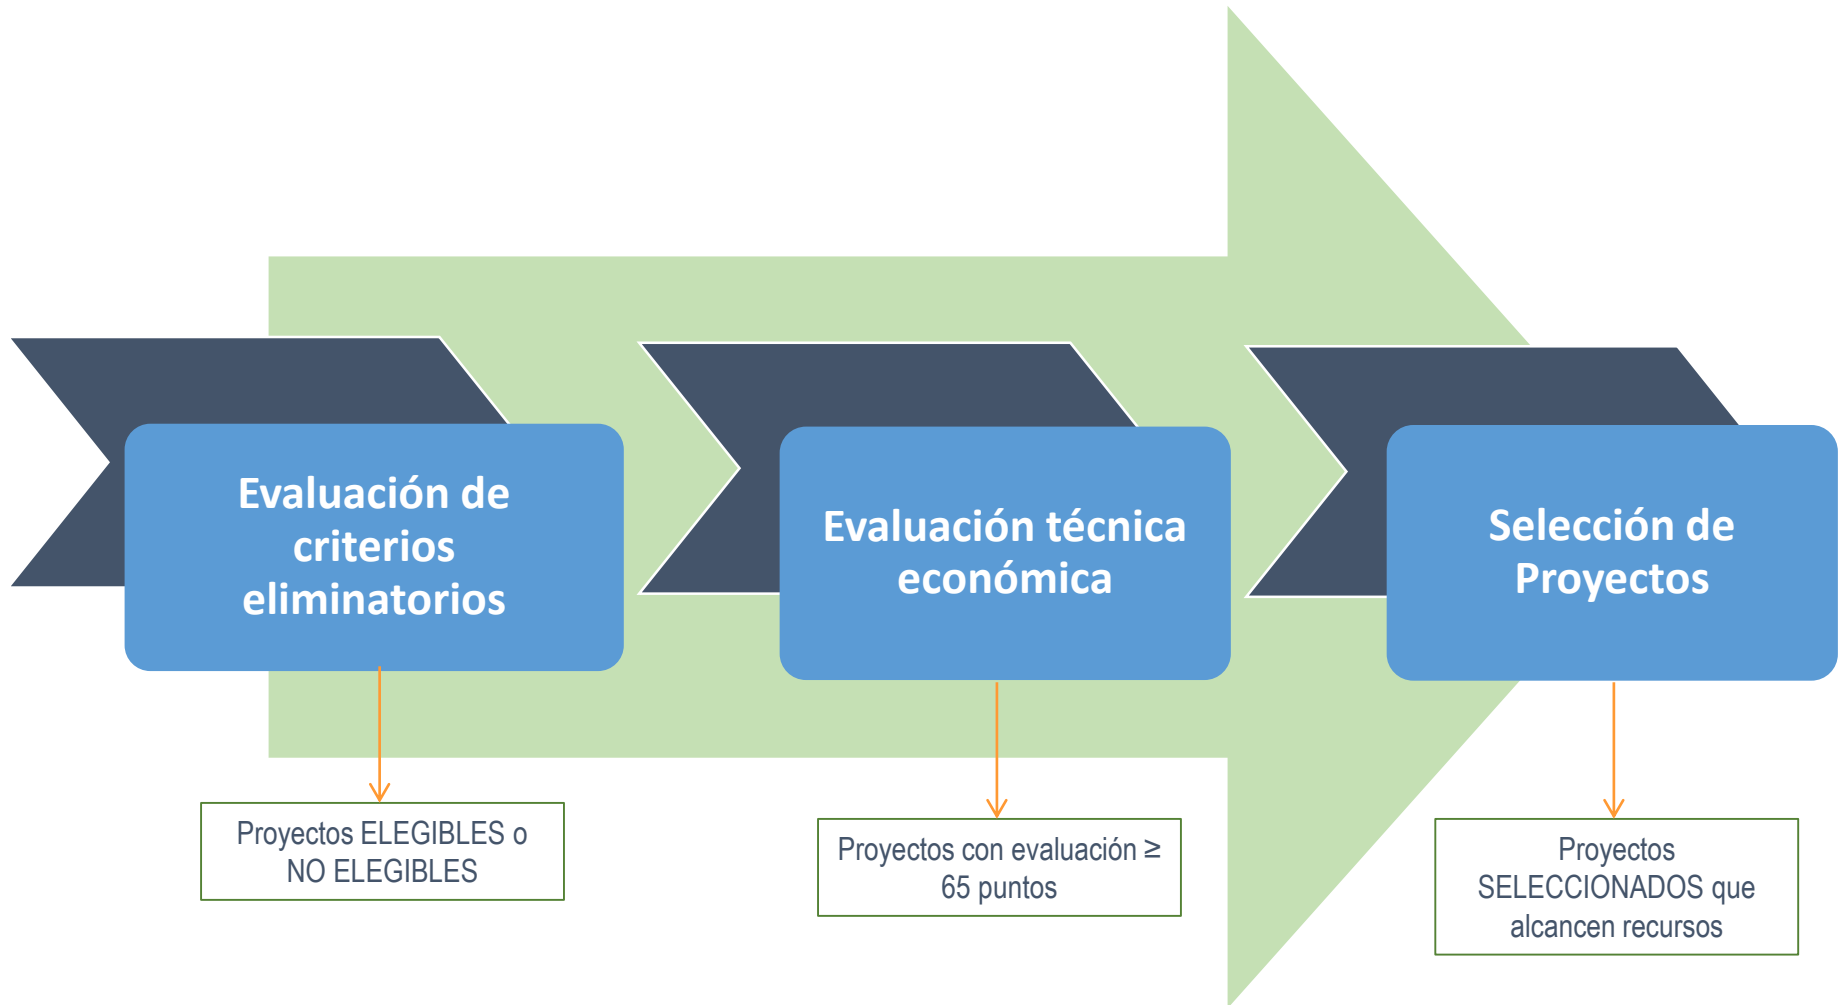 Evaluación de
criterios
eliminatorios
Evaluación técnica
económica
Selección de
Proyectos
Proyectos ELEGIBLES o
NO ELEGIBLES
Proyectos con evaluación ≥
65 puntos
Proyectos
SELECCIONADOS que
alcancen recursos